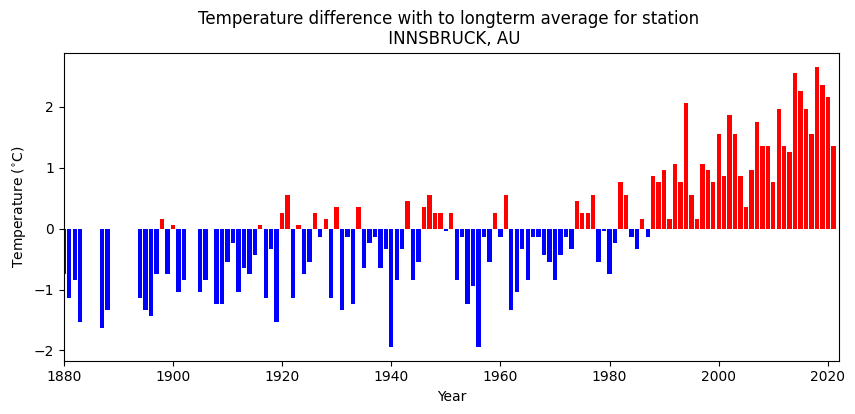 Temperature difference with to longterm average for station
INNSBRUCK, AU
Temperature (°C)
2
1
0
−1
−2
1880 1900 1920 1940 1960 1980 2000 2020
Year